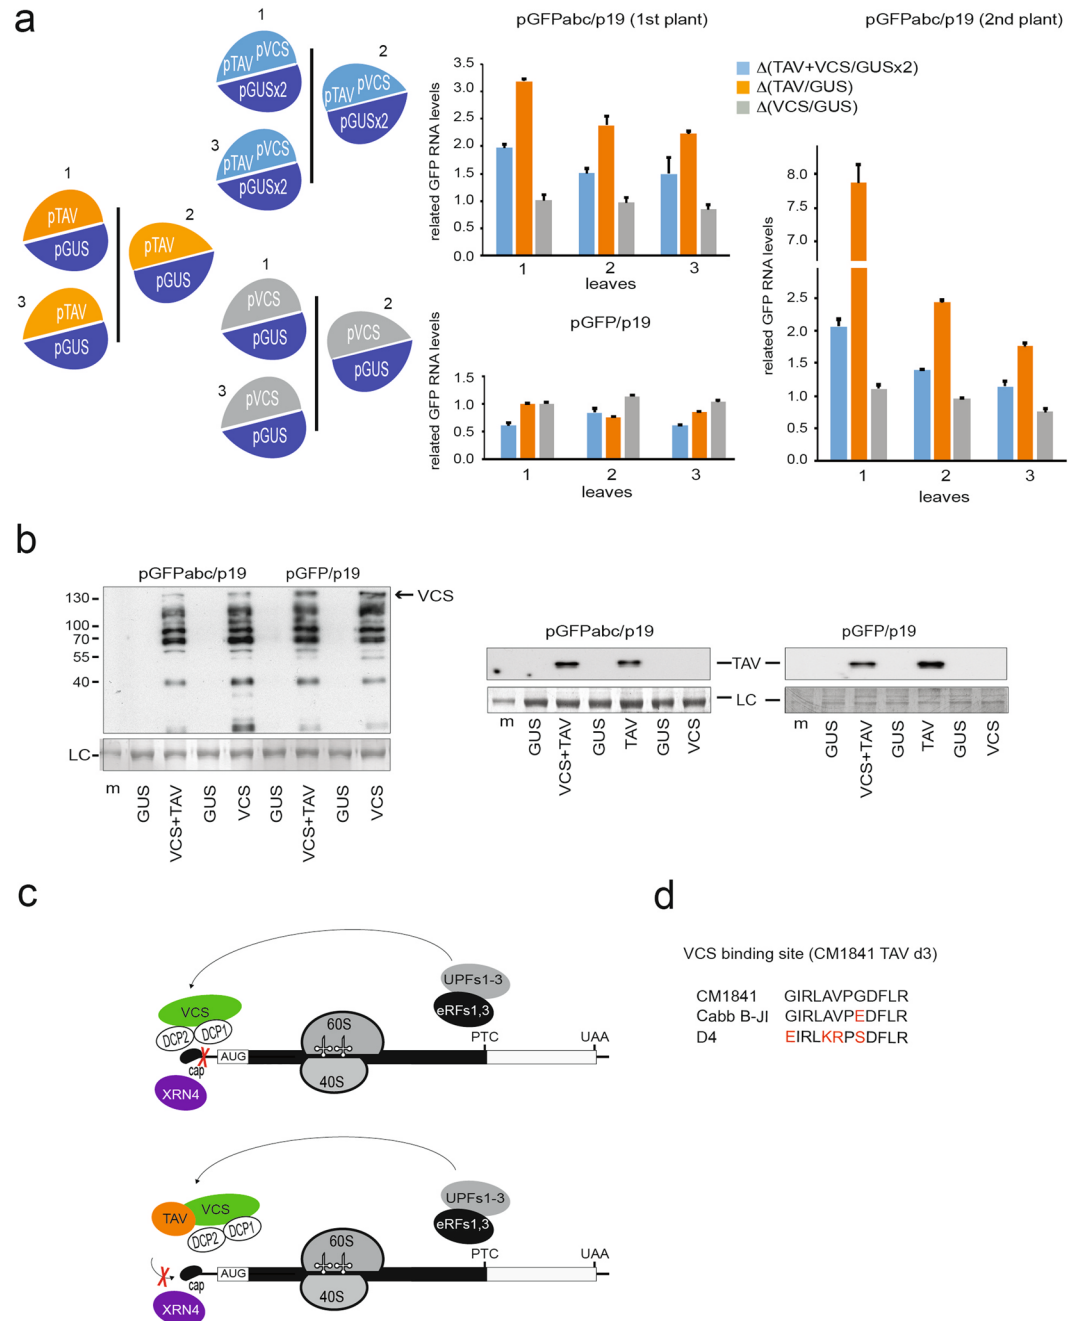 a
1
pTAV pVCS
pGUSx2
2
pTAV pVCS
pGUSx2
3
pTAV pVCS
pGUSx2
1
pTAV
pGUS
2
pTAV
pGUS
3
pTAV
pGUS
1
pVCS
pGUS
2
pVCS
pGUS
3
pVCS
pGUS
pGFPabc/p19 (1st plant)
related GFP RNA levels
3.5
3.0
2.5
2.0
1.5
1.0
0.5
0.0
1 2 3
leaves
pGFP/p19
related GFP RNA levels
1.5
1.0
0.5
0.0
1 2 3
leaves
pGFPabc/p19 (2nd plant)
Δ(TAV+VCS/GUSx2)
Δ(TAV/GUS)
Δ(VCS/GUS)
related GFP RNA levels
8.0
7.5
7.0
2.5
2.0
1.5
1.0
0.5
0.0
1 2 3
leaves
b
pGFPabc/p19 pGFP/p19
130
100
70
55
40
VCS
LC
m GUS VCS+TAV GUS VCS GUS VCS+TAV GUS VCS
pGFPabc/p19
TAV
LC
m GUS VCS+TAV GUS TAV GUS VCS
pGFP/p19
m GUS VCS+TAV GUS TAV GUS VCS
c
UPFs1-3
eRFs1,3
VCS
DCP2 DCP1
60S
PTC UAA
cap
AUG
40S
XRN4
UPFs1-3
eRFs1,3
TAV VCS
DCP2 DCP1
60S
PTC UAA
cap
AUG
40S
XRN4
d
VCS binding site (CM1841 TAV d3)
CM1841 GIRLAVPGDFLR
Cabb B-JI GIRLAVPEDFLR
D4 EIRLKRPSDFLR